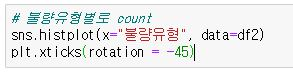 # 불량유형별로 count
sns.histplot(x="불량유형", data=df2)
plt.xticks(rotation = -45)